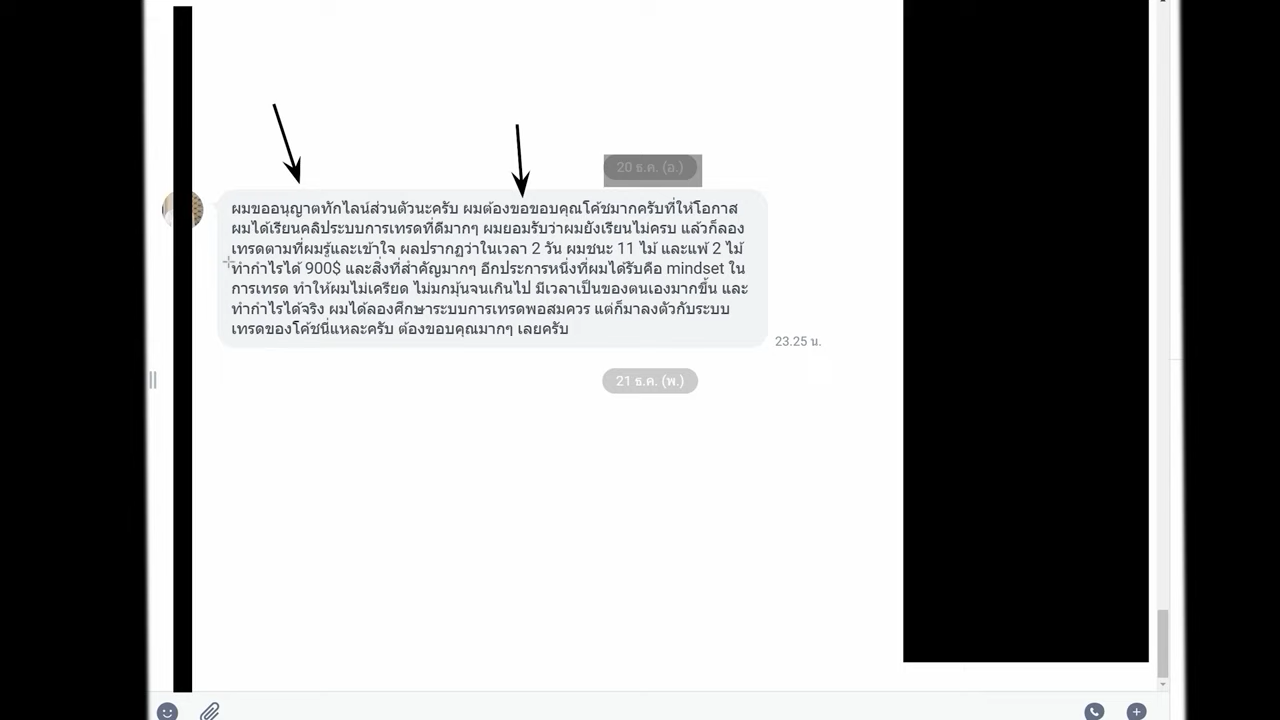 20 ธ.ค. (อ.)
ผมขออนุญาตทักไลน์ส่วนตัวนะครับ ผมต้องขอขอบคุณโค้ชมากครับที่ให้โอกาส
ผมได้เรียนคลิประบบการเทรดที่ดีมากๆ ผมยอมรับว่าผมยังเรียนไม่ครบ แล้วก็ลอง
เทรดตามที่ผมรู้และเข้าใจ ผลปรากฏว่าในเวลา 2 วัน ผมชนะ 11 ไม้ และแพ้ 2 ไม้
ทำกำไรได้ 900$ และสิ่งที่สำคัญมากๆ อีกประการหนึ่งที่ผมได้รับคือ mindset ใน
การเทรด ทำให้ผมไม่เครียด ไม่มกมุ้นจนเกินไป มีเวลาเป็นของตนเองมากขึ้น และ
ทำกำไรได้จริง ผมได้ลองศึกษาระบบการเทรดพอสมควร แต่ก็มาลงตัวกับระบบ
เทรดของโค้ชนี่แหละครับ ต้องขอบคุณมากๆ เลยครับ
23.25 น.
21 ธ.ค. (พ.)